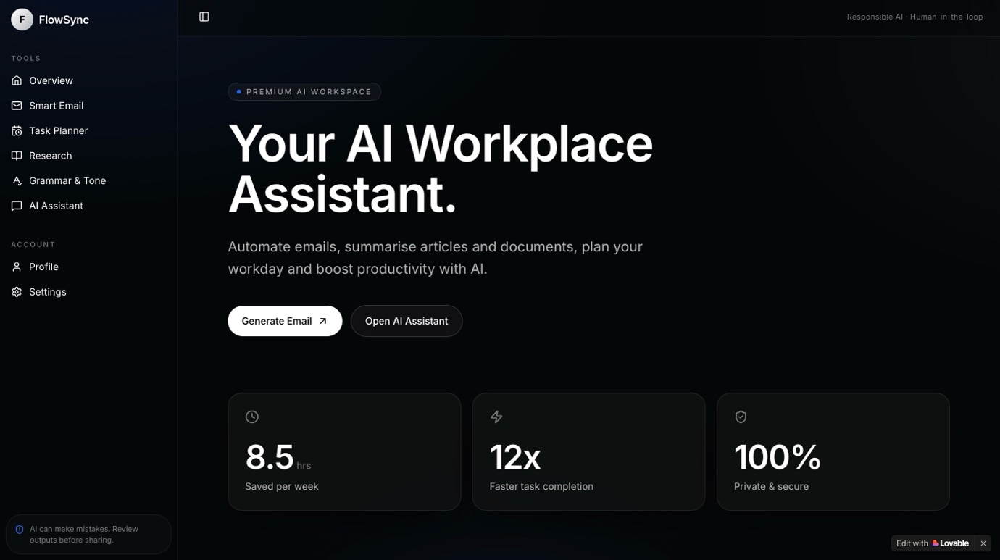 F FlowSync
Responsible AI · Human-in-the-loop
TOOLS
Overview
Smart Email
Task Planner
Research
Grammar & Tone
AI Assistant
ACCOUNT
Profile
Settings
AI can make mistakes. Review
outputs before sharing.
PREMIUM AI WORKSPACE
Your AI Workplace
Assistant.
Automate emails, summarise articles and documents, plan your
workday and boost productivity with AI.
Generate Email
Open AI Assistant
8.5 hrs
Saved per week
12x
Faster task completion
100%
Private & secure
Edit with Lovable